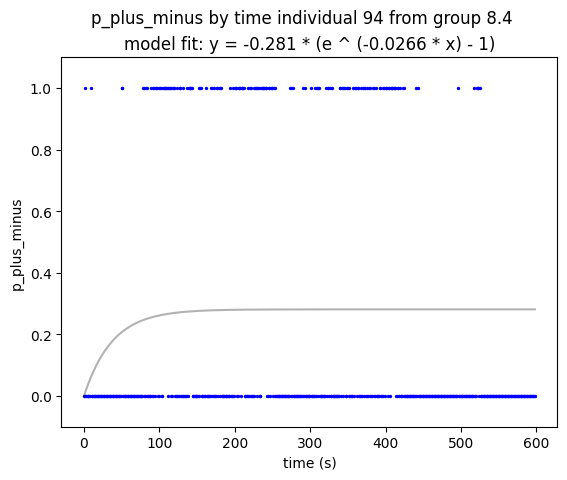 p_plus_minus by time individual 94 from group 8.4
model fit: y = -0.281 * (e ^ (-0.0266 * x) - 1)
1.0
0.8
0.6
0.4
0.2
0.0
p_plus_minus
0 100 200 300 400 500 600
time (s)